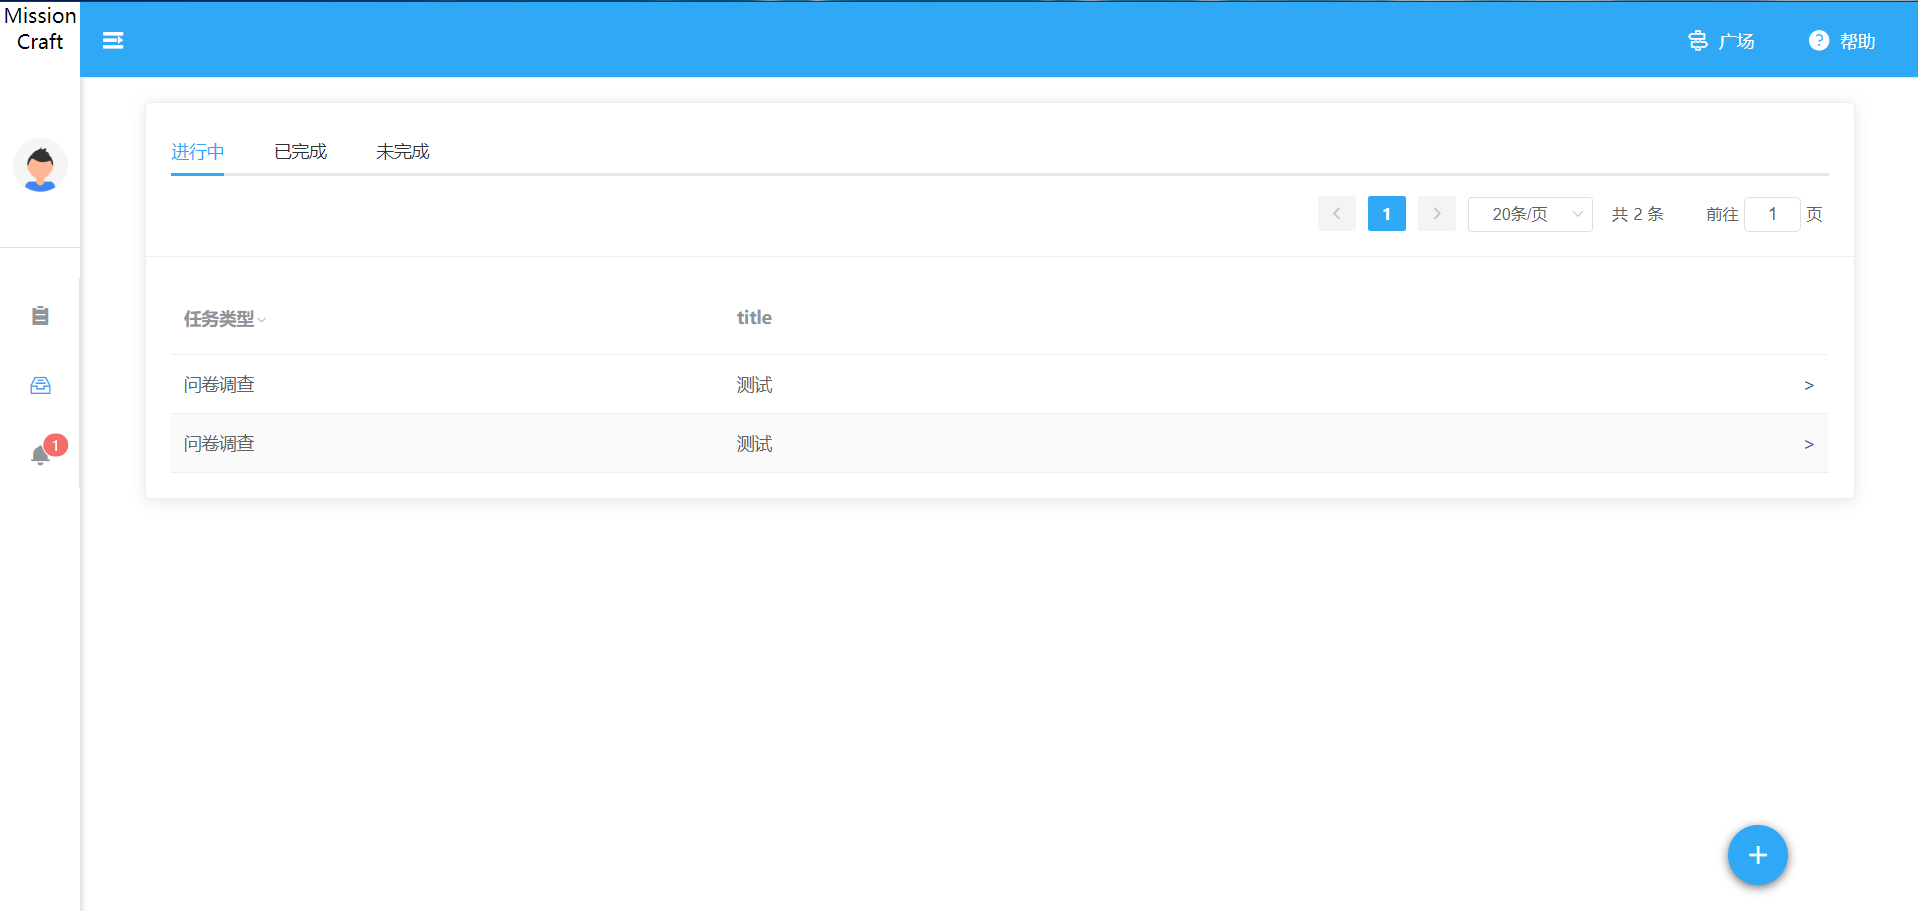 Mission
Craft
广场
? 帮助
进行中 已完成 未完成
< 1 > 20条/页 共 2 条 前往 1 页
任务类型 title
问卷调查 测试 >
1
问卷调查 测试 >
+